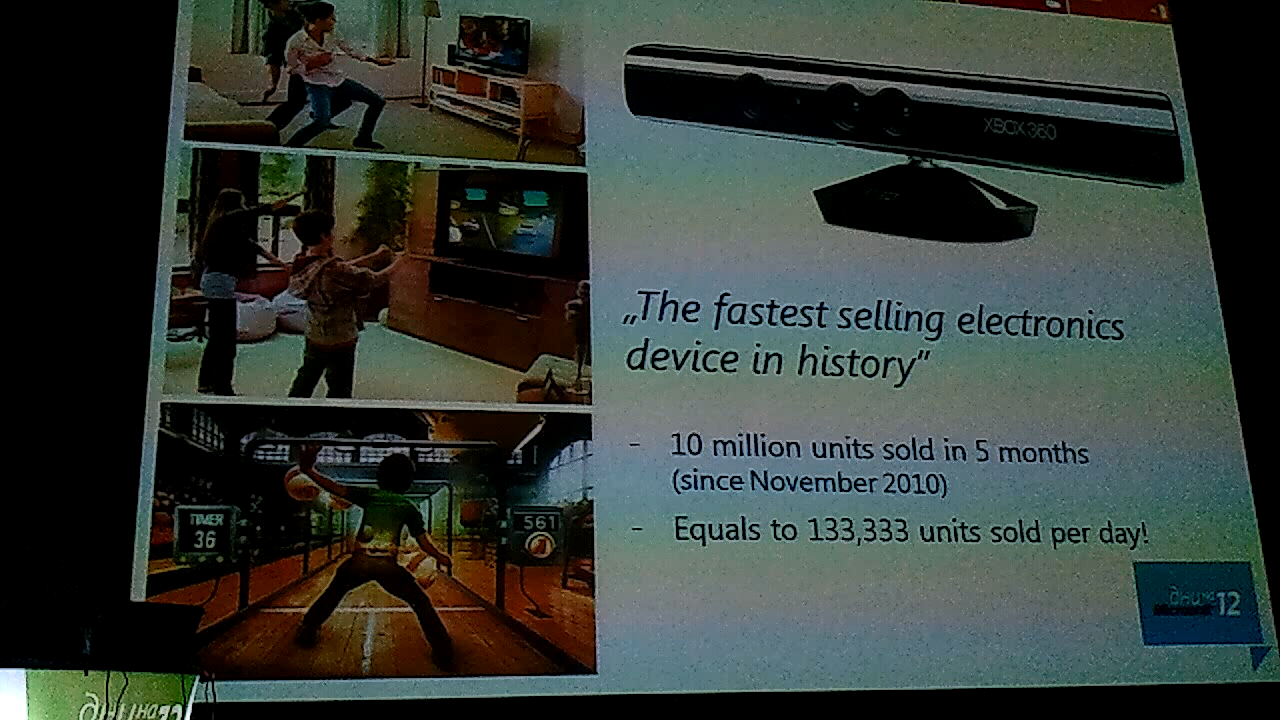 XBOX 360
„The fastest selling electronics
device in history”
- 10 million units sold in 5 months
(since November 2010)
- Equals to 133,333 units sold per day!
TIMER
36
561
12